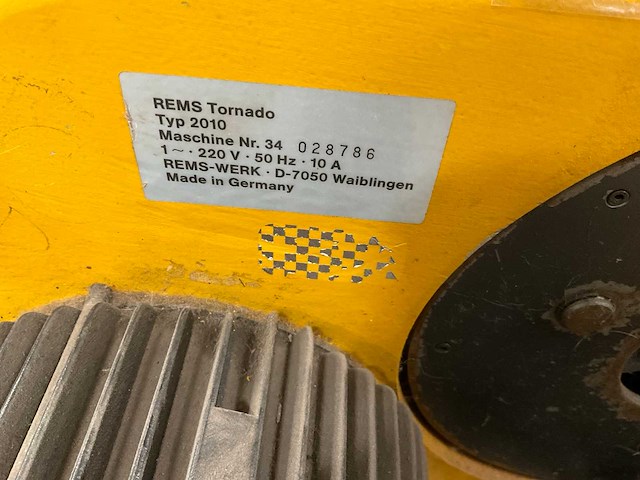 REMS Tornado
Typ 2010
Maschine Nr. 34 028786
1 ~ · 220 V · 50 Hz · 10 A
REMS-WERK · D-7050 Waiblingen
Made in Germany